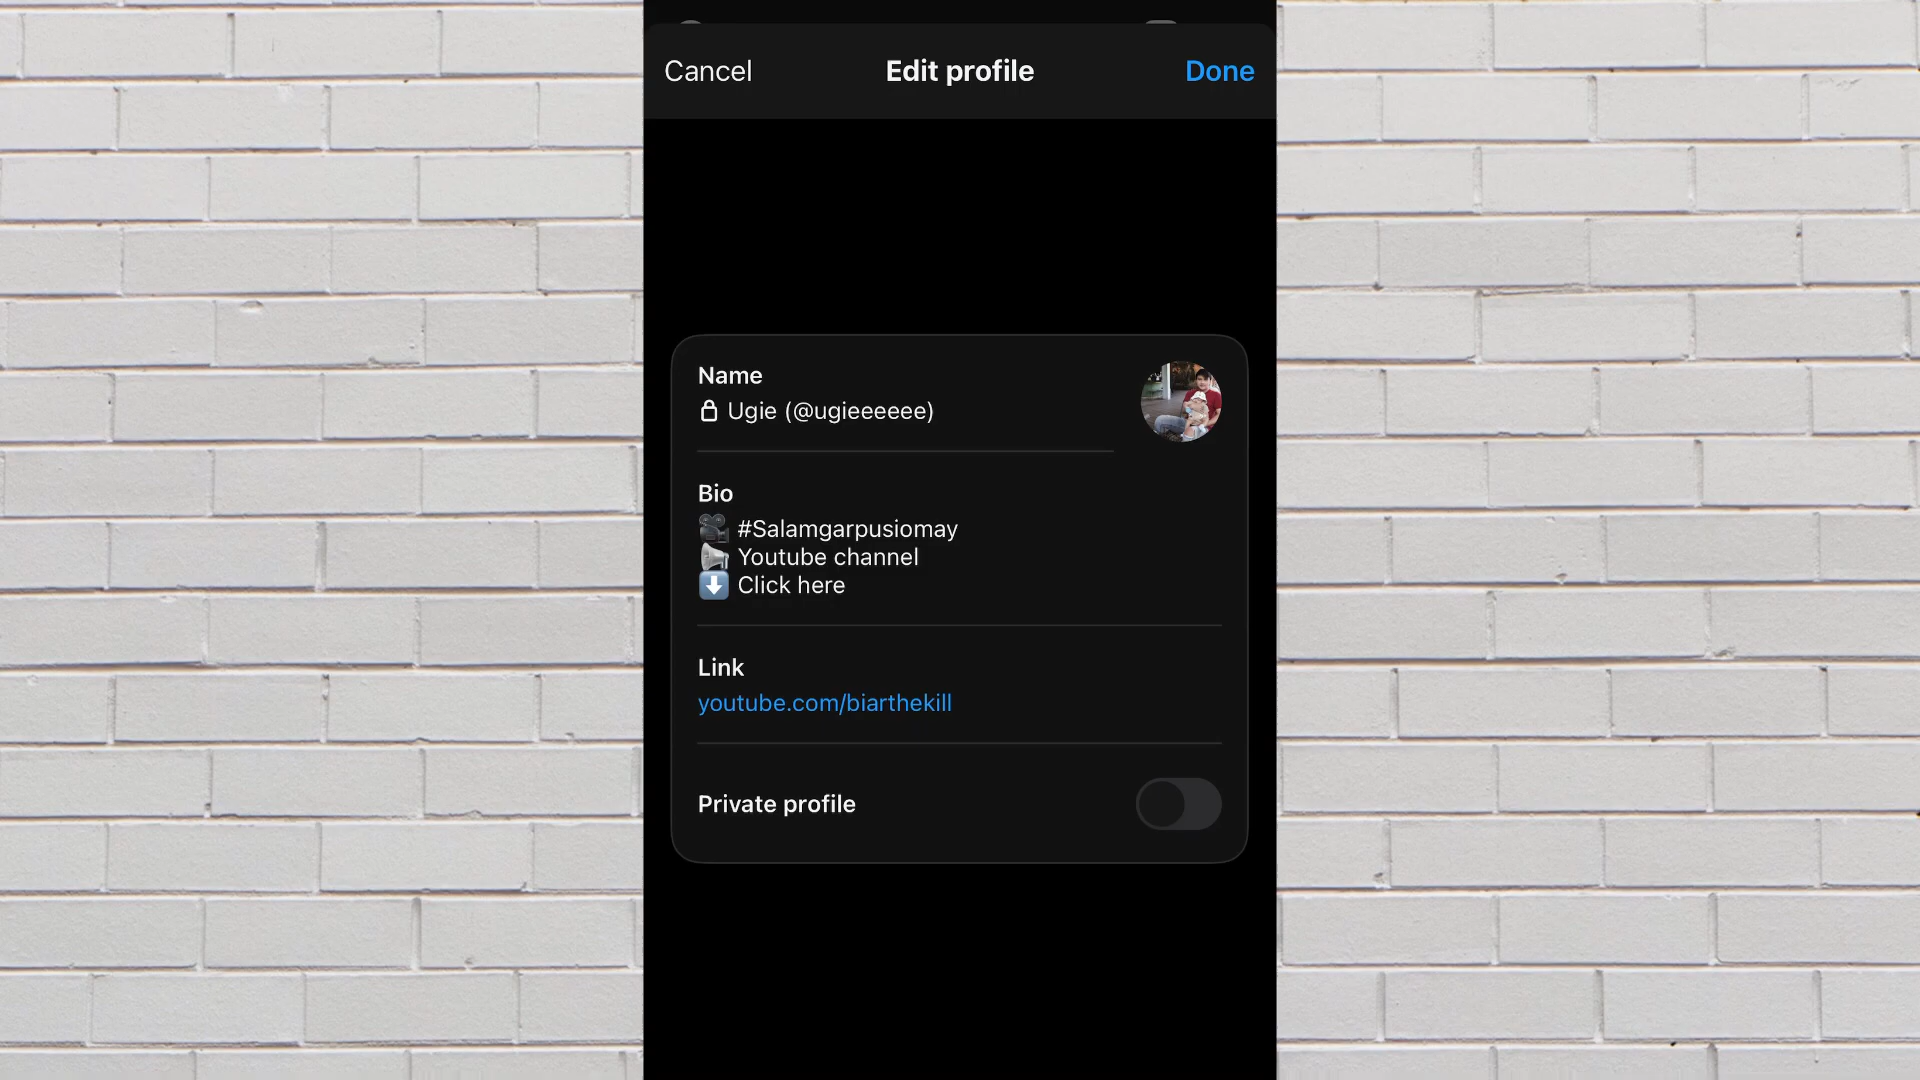 Cancel
Edit profile
Done
Name
Ugie (@ugieeeeee)
Bio
#Salamgarpusiomay
Youtube channel
Click here
Link
youtube.com/biarthekill
Private profile